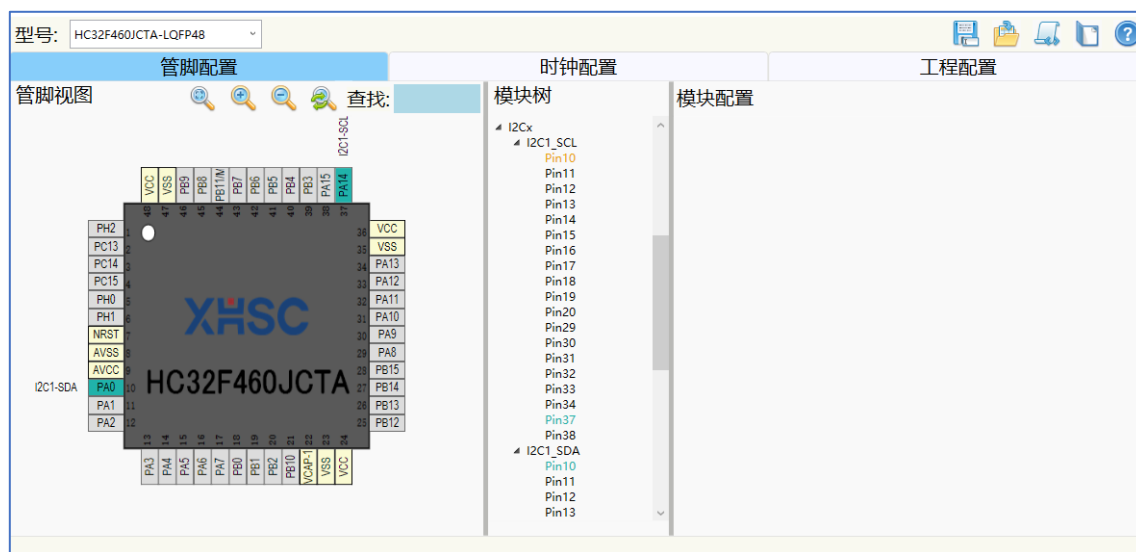 型号: HC32F460JCTA-LQFP48
管脚配置 时钟配置 工程配置
管脚视图 查找: 模块树 模块配置
I2C1-SCL
VCC VSS PB9 PB8 PB11/M PB7 PB6 PB5 PB4 PB3 PA15 PA14
48 47 46 45 44 43 42 41 40 39 38 37
PH2 1 36 VCC
PC13 2 35 VSS
PC14 3 34 PA13
PC15 4 33 PA12
PH0 5 32 PA11
PH1 6 31 PA10
NRST 7 30 PA9
AVSS 8 29 PA8
AVCC 9 28 PB15
I2C1-SDA PA0 10 27 PB14
PA1 11 26 PB13
PA2 12 25 PB12
XHSC
HC32F460JCTA
13 14 15 16 17 18 19 20 21 22 23 24
PA3 PA4 PA5 PA6 PA7 PB0 PB1 PB2 PB10 VCAP-1 VSS VCC
I2Cx
I2C1_SCL
Pin10
Pin11
Pin12
Pin13
Pin14
Pin15
Pin16
Pin17
Pin18
Pin19
Pin20
Pin29
Pin30
Pin31
Pin32
Pin33
Pin34
Pin37
Pin38
I2C1_SDA
Pin10
Pin11
Pin12
Pin13